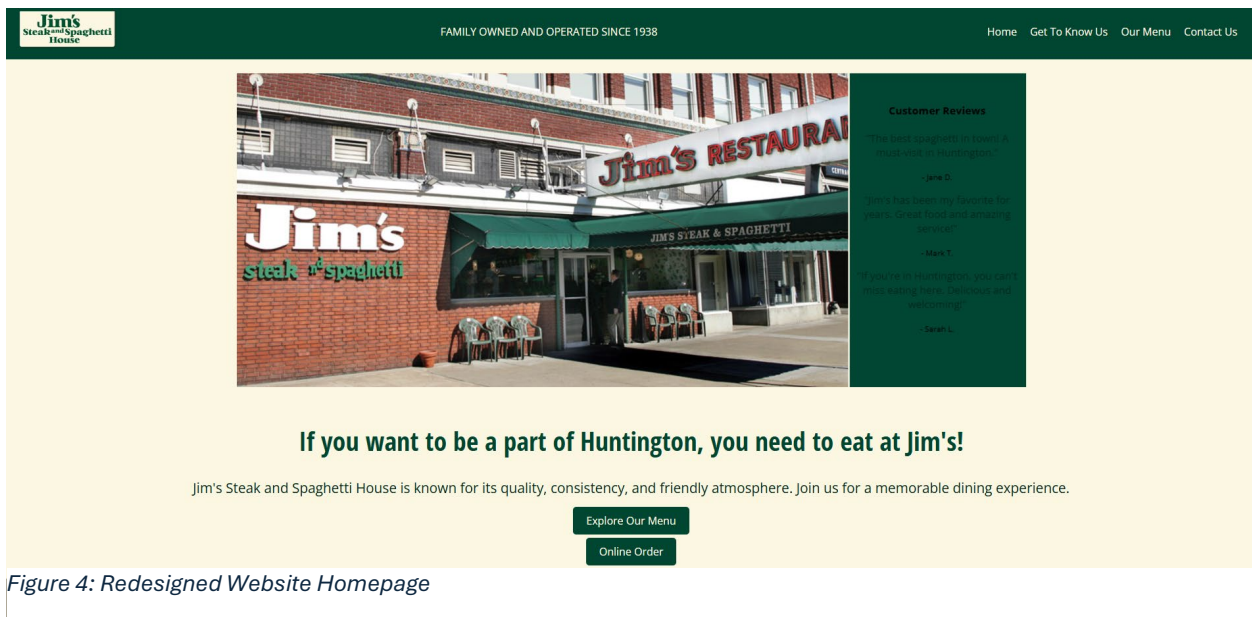 Jim's
Steak and Spaghetti
House
FAMILY OWNED AND OPERATED SINCE 1938
Home Get To Know Us Our Menu Contact Us
Jim's RESTAURA
CENTRA
Jim's
steak nd spaghetti
JIM'S STEAK & SPAGHETTI
Customer Reviews
"The best spaghetti in town! A
must-visit in Huntington."
- Jane D.
"Jim's has been my favorite for
years. Great food and amazing
service!"
- Mark T.
"If you're in Huntington, you can't
miss eating here. Delicious and
welcoming!"
- Sarah L.
If you want to be a part of Huntington, you need to eat at Jim's!
Jim's Steak and Spaghetti House is known for its quality, consistency, and friendly atmosphere. Join us for a memorable dining experience.
Explore Our Menu
Online Order
Figure 4: Redesigned Website Homepage